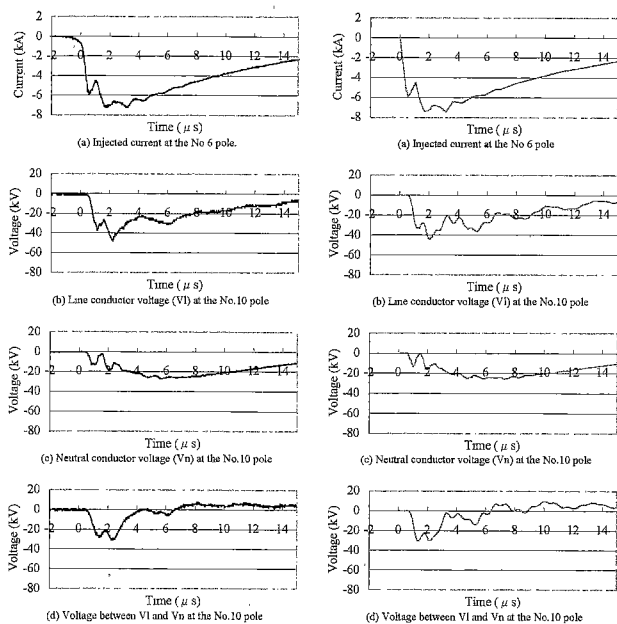 2
0
-2
-4
-6
-8
Current (kA)
-2 0 2 4 6 8 10 12 14
Time ( μ s)
(a) Injected current at the No 6 pole.
20
0
-20
-40
-60
-80
Voltage (kV)
-2 0 2 4 6 8 10 12 14
Time ( μ s)
(b) Line conductor voltage (Vl) at the No.10 pole
20
0
-20
-40
-60
-80
Voltage (kV)
-2 0 2 4 6 8 10 12 14
Time ( μ s)
(c) Neutral conductor voltage (Vn) at the No.10 pole
20
0
-20
-40
-60
-80
Voltage (kV)
-2 0 2 4 6 8 10 12 14
Time ( μ s)
(d) Voltage between Vl and Vn at the No.10 pole
2
0
-2
-4
-6
-8
Current (kA)
-2 0 2 4 6 8 10 12 14
Time ( μ s)
(a) Injected current at the No 6 pole
20
0
-20
-40
-60
-80
Voltage (kV)
-2 0 2 4 6 8 10 12 14
Time ( μ s)
(b) Line conductor voltage (Vl) at the No.10 pole
20
0
-20
-40
-60
-80
Voltage (kV)
-2 0 2 4 6 8 10 12 14
Time ( μ s)
(c) Neutral conductor voltage (Vn) at the No.10 pole
20
0
-20
-40
-60
-80
Voltage (kV)
-2 0 2 4 6 8 10 12 14
Time ( μ s)
(d) Voltage between Vl and Vn at the No.10 pole